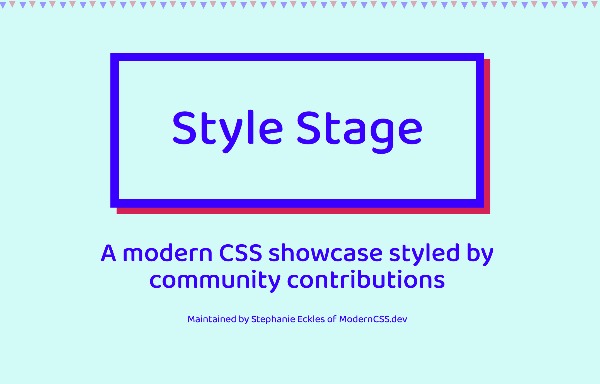 Style Stage
A modern CSS showcase styled by
community contributions
Maintained by Stephanie Eckles of ModernCSS.dev